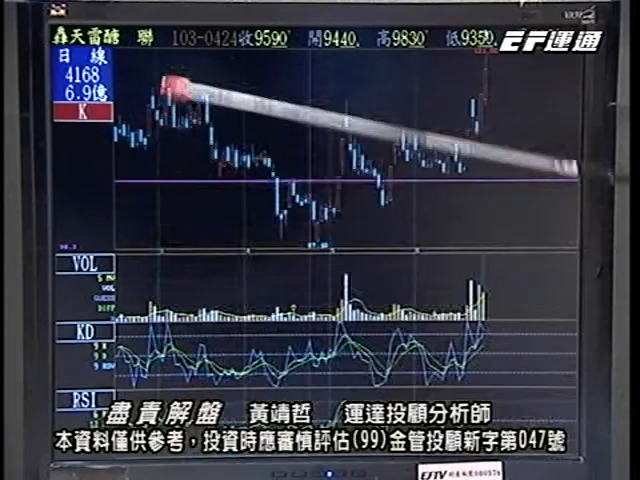 聯 103-0424收9590 開9440. 高9830 低9350.
EF運通
日 線
4168
6.9億
K
VOL
VOL
DIFF
KD
RSI
盡責解盤 黃靖哲 運達投顧分析師
本資料僅供參考，投資時應審慎評估(99)金管投顧新字第047號